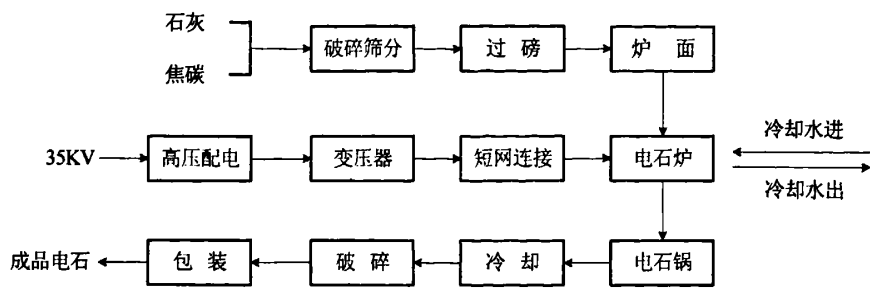 石灰
焦碳
破碎筛分
过 磅
炉 面
35KV
高压配电
变压器
短网连接
电石炉
冷却水进
冷却水出
成品电石
包 装
破 碎
冷 却
电石锅